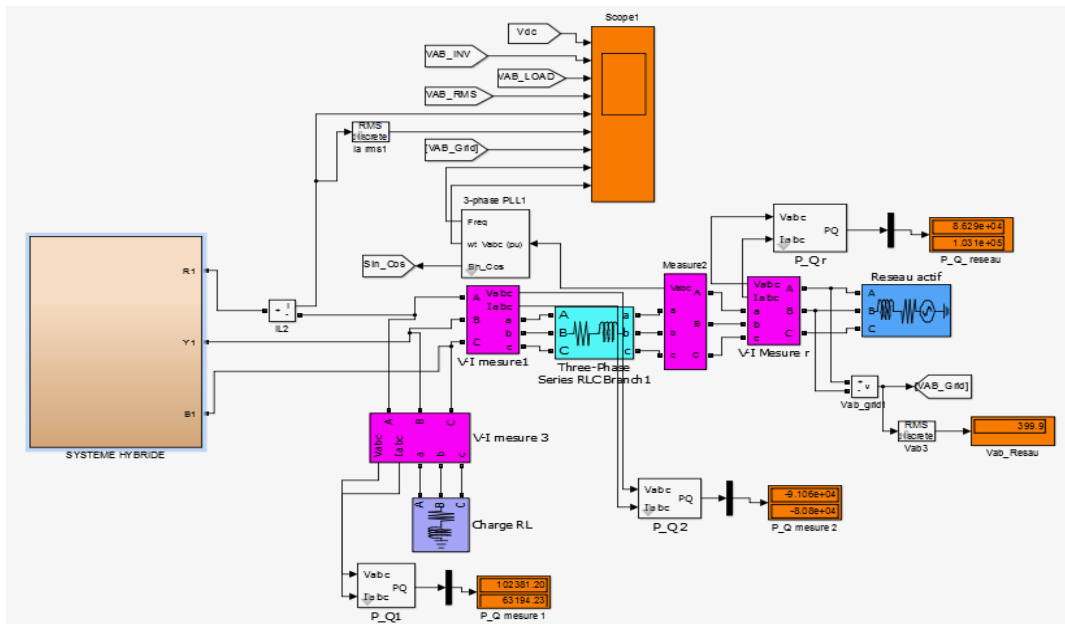 Scope1
Vdc
VAB_INV
VAB_LOAD
VAB_RMS
RMS
discrete
Ia rms1
[VAB_Grid]
3-phase PLL1
Freq
wt Vabc (pu)
Sin_Cos
Sin_Cos
Vabc
Iabc
PQ
P_Qr
8.629e+04
1.031e+05
P_Q_reseau
R1
Y1
B1
SYSTEME HYBRIDE
+ -
i
IL2
A
B
C
Vabc
Iabc
a
b
c
V-I mesure1
A
B
C
a
b
c
Three-Phase
Series RLC Branch1
Measure2
Vabc
A
B
C
a
b
c
Vabc
Iabc
A
B
C
a
b
c
V-I Mesure r
Reseau actif
A
B
C
+
-
v
Vab_grid1
[VAB_Grid]
RMS
discrete
Vab3
399.9
Vab_Resau
A
B
C
Vabc
Iabc
a
b
c
V-I mesure 3
A
B
C
Charge RL
Vabc
Iabc
PQ
P_Q2
-9.106e+04
-8.08e+04
P_Q mesure 2
Vabc
Iabc
PQ
P_Q1
102381.20
63194.23
P_Q mesure 1